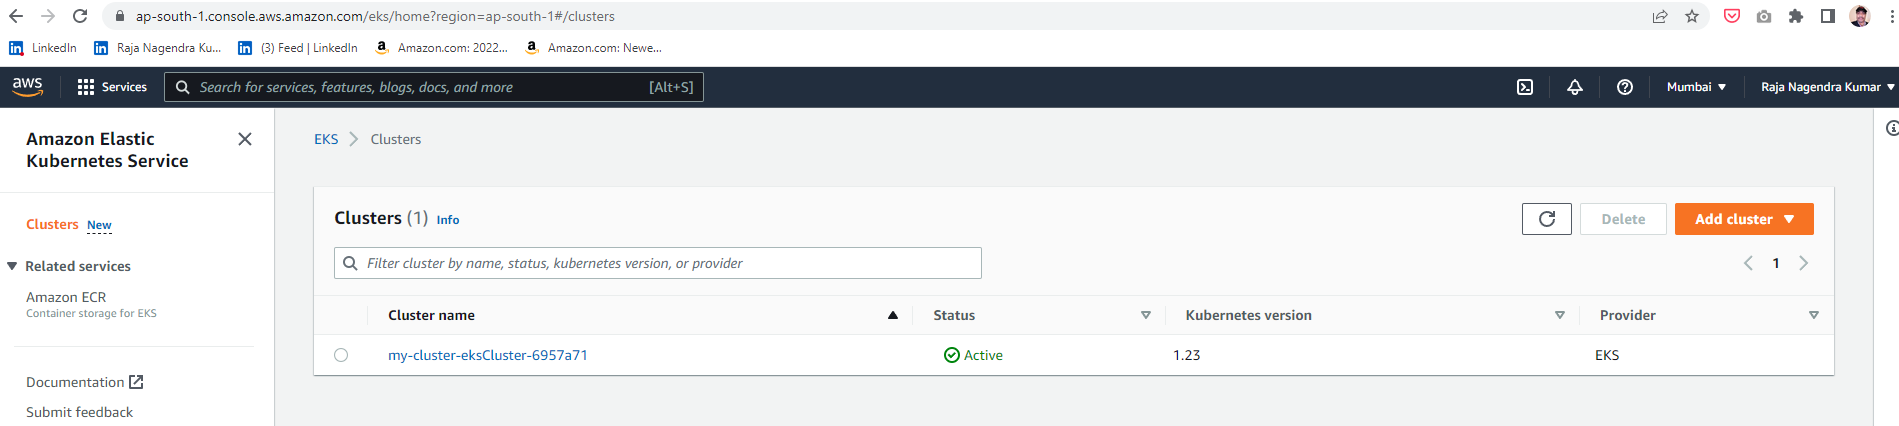 ap-south-1.console.aws.amazon.com/eks/home?region=ap-south-1#/clusters
LinkedIn Raja Nagendra Ku... (3) Feed | LinkedIn Amazon.com: 2022... Amazon.com: Newe...
aws Services Search for services, features, blogs, docs, and more [Alt+S] Mumbai Raja Nagendra Kumar
Amazon Elastic
Kubernetes Service
Clusters New
Related services
Amazon ECR
Container storage for EKS
Documentation
Submit feedback
EKS Clusters
Clusters (1) Info Delete Add cluster
Filter cluster by name, status, kubernetes version, or provider 1
Cluster name Status Kubernetes version Provider
my-cluster-eksCluster-6957a71 Active 1.23 EKS